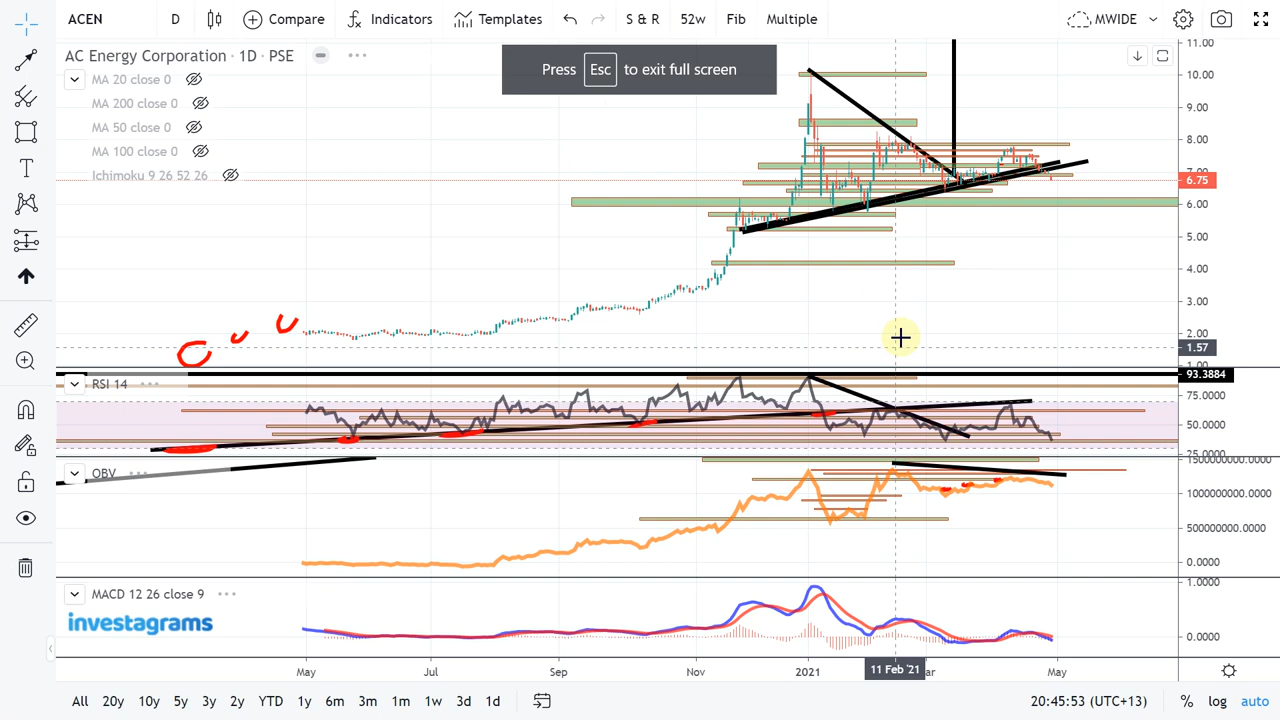 ACEN D Compare Indicators Templates S & R 52w Fib Multiple MWIDE
AC Energy Corporation · 1D · PSE
Press Esc to exit full screen
MA 20 close 0
MA 200 close 0
MA 50 close 0
MA 100 close 0
Ichimoku 9 26 52 26
11.00
10.00
9.00
8.00
7.00
6.75
6.00
5.00
4.00
3.00
2.00
1.57
1.00
RSI 14
93.3884
75.0000
50.0000
25.0000
OBV
1500000000.0000
1000000000.0000
500000000.0000
0.0000
MACD 12 26 close 9
1.0000
investagrams
0.0000
May Jul Sep Nov 2021 11 Feb '21 Mar May
All 20y 10y 5y 3y 2y YTD 1y 6m 3m 1m 1w 3d 1d 20:45:53 (UTC+13) % log auto